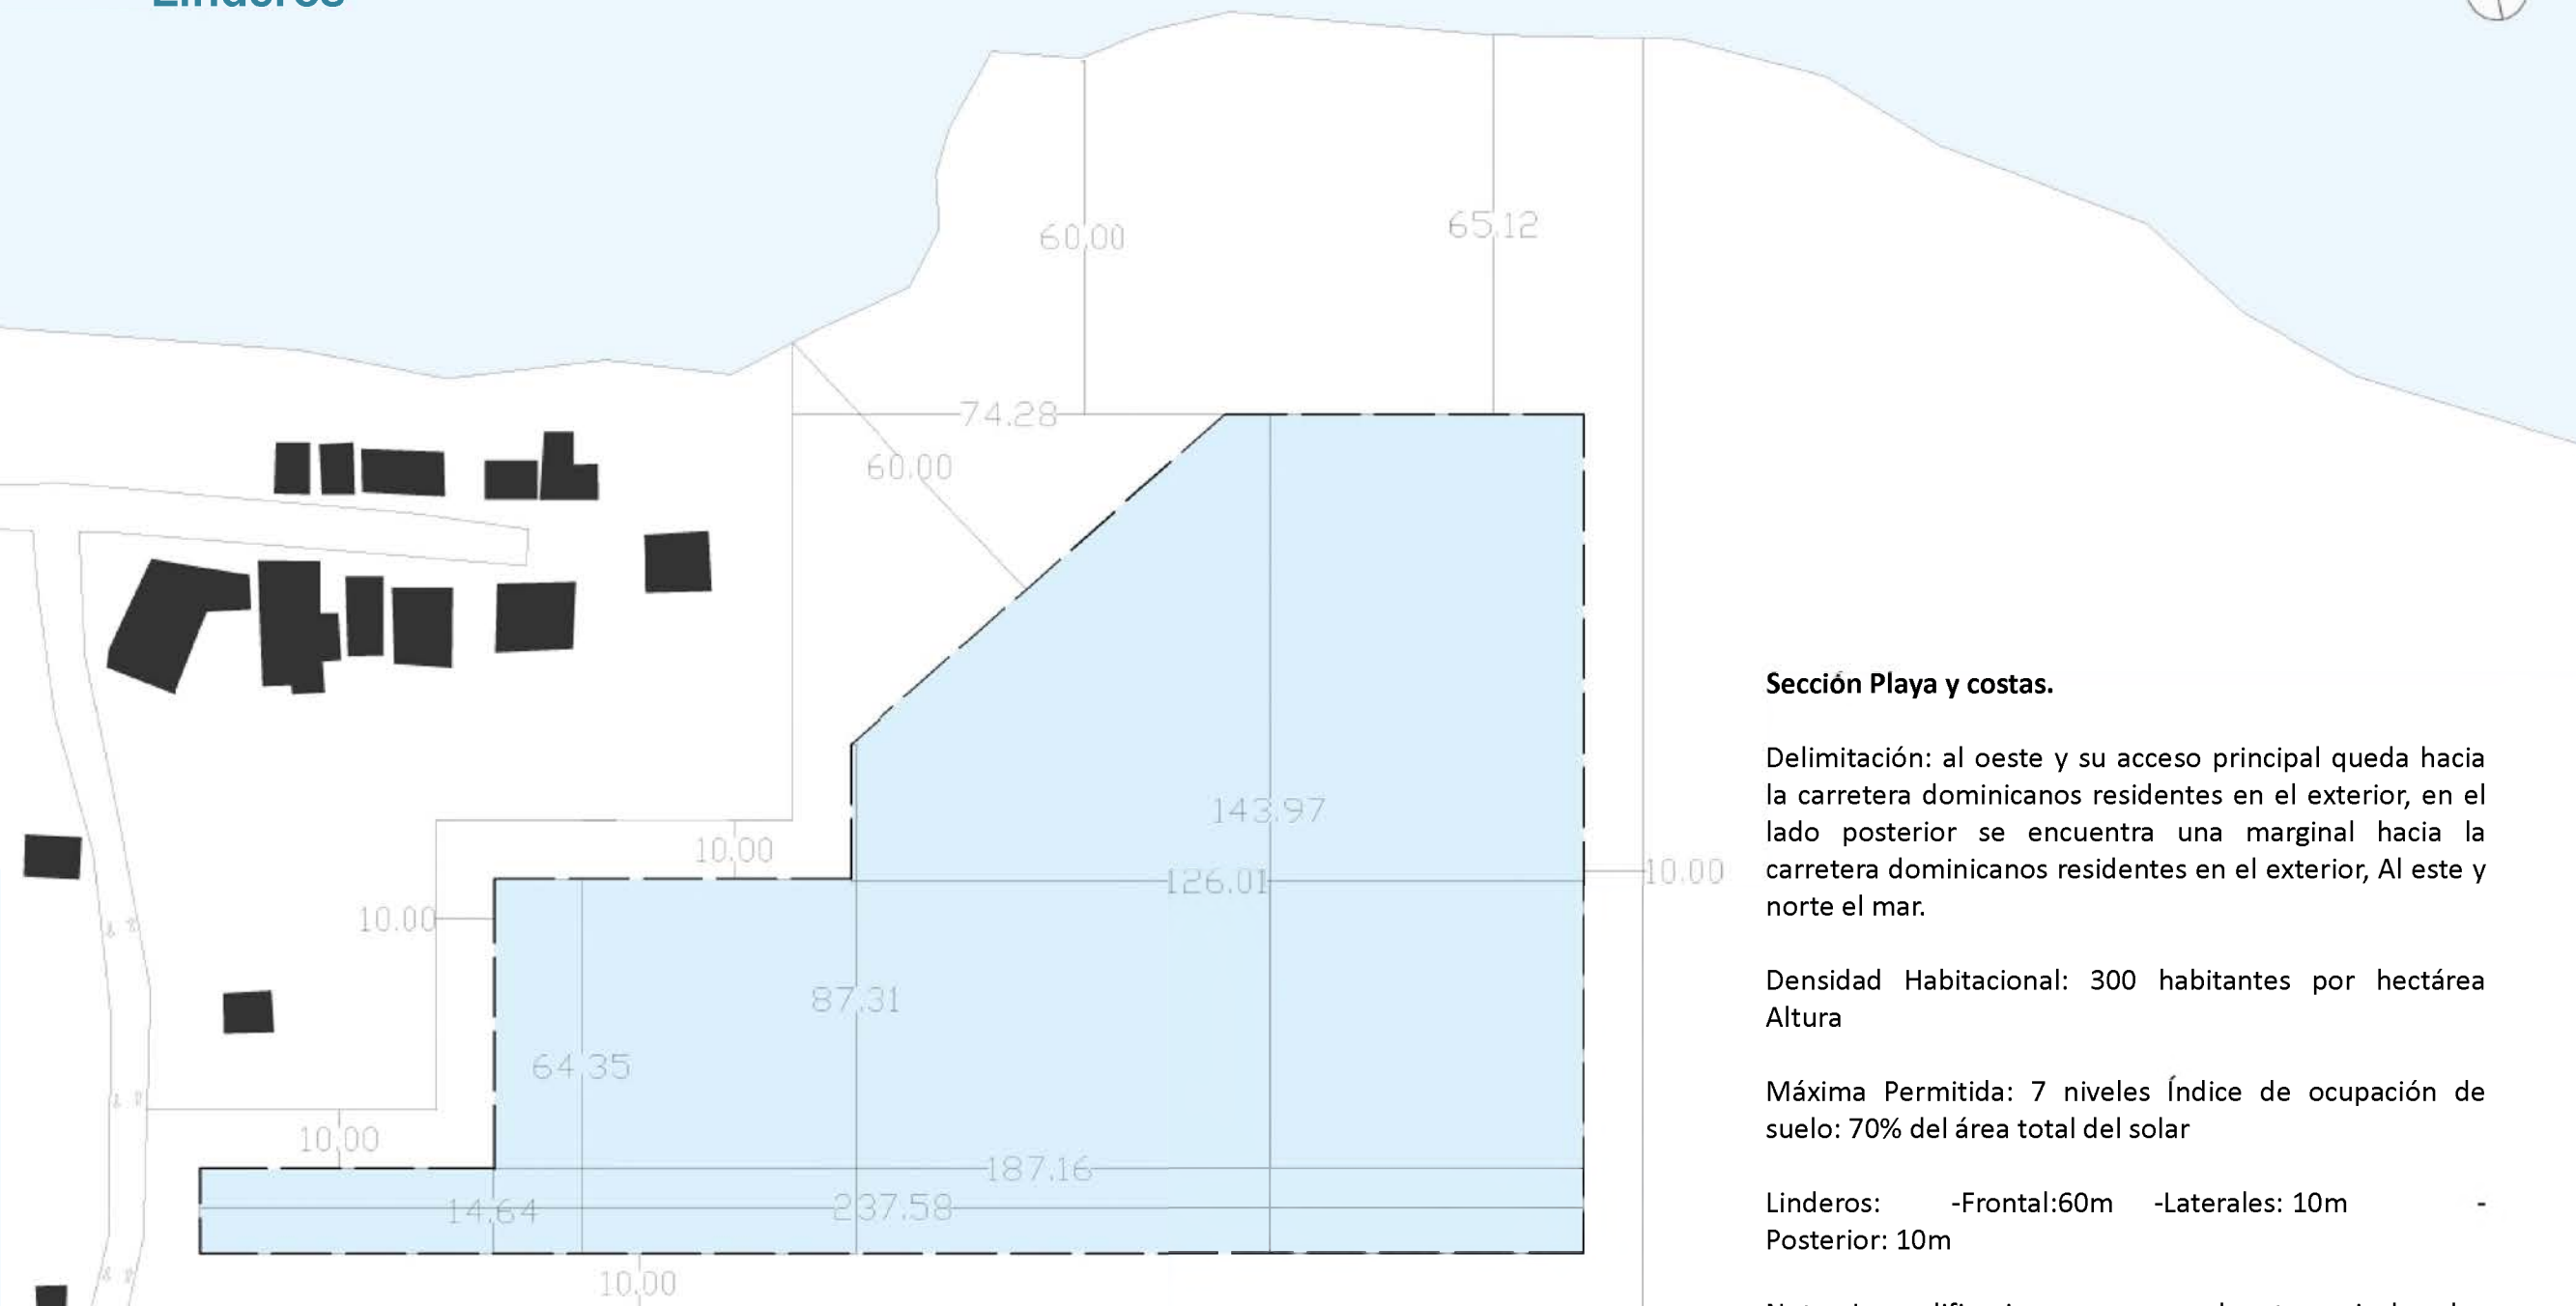 Linderos
60.00
65.12
74.28
60.00
143.97
10.00
126.01
10.00
10.00
87.31
64.35
10.00
187.16
14.64
237.58
10.00
Sección Playa y costas.
Delimitación: al oeste y su acceso principal queda hacia
la carretera dominicanos residentes en el exterior, en el
lado posterior se encuentra una marginal hacia la
carretera dominicanos residentes en el exterior, Al este y
norte el mar.
Densidad Habitacional: 300 habitantes por hectárea
Altura
Máxima Permitida: 7 niveles Índice de ocupación de
suelo: 70% del área total del solar
Linderos: -Frontal:60m -Laterales: 10m -
Posterior: 10m